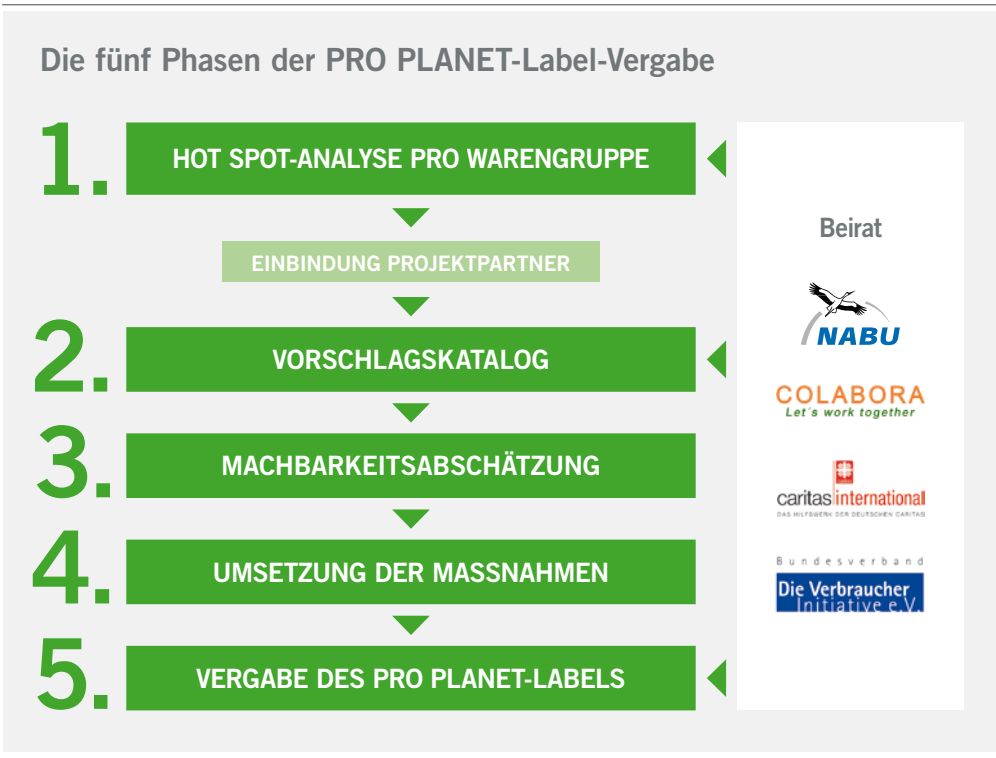 Die fünf Phasen der PRO PLANET-Label-Vergabe
1.
HOT SPOT-ANALYSE PRO WARENGRUPPE
EINBINDUNG PROJEKTPARTNER
2.
VORSCHLAGSKATALOG
3.
MACHBARKEITSABSCHÄTZUNG
4.
UMSETZUNG DER MASSNAHMEN
5.
VERGABE DES PRO PLANET-LABELS
Beirat
NABU
COLABORA
Let´s work together
caritas international
DAS HILFSWERK DER DEUTSCHEN CARITAS
Bundesverband
Die Verbraucher
Initiative e.V.